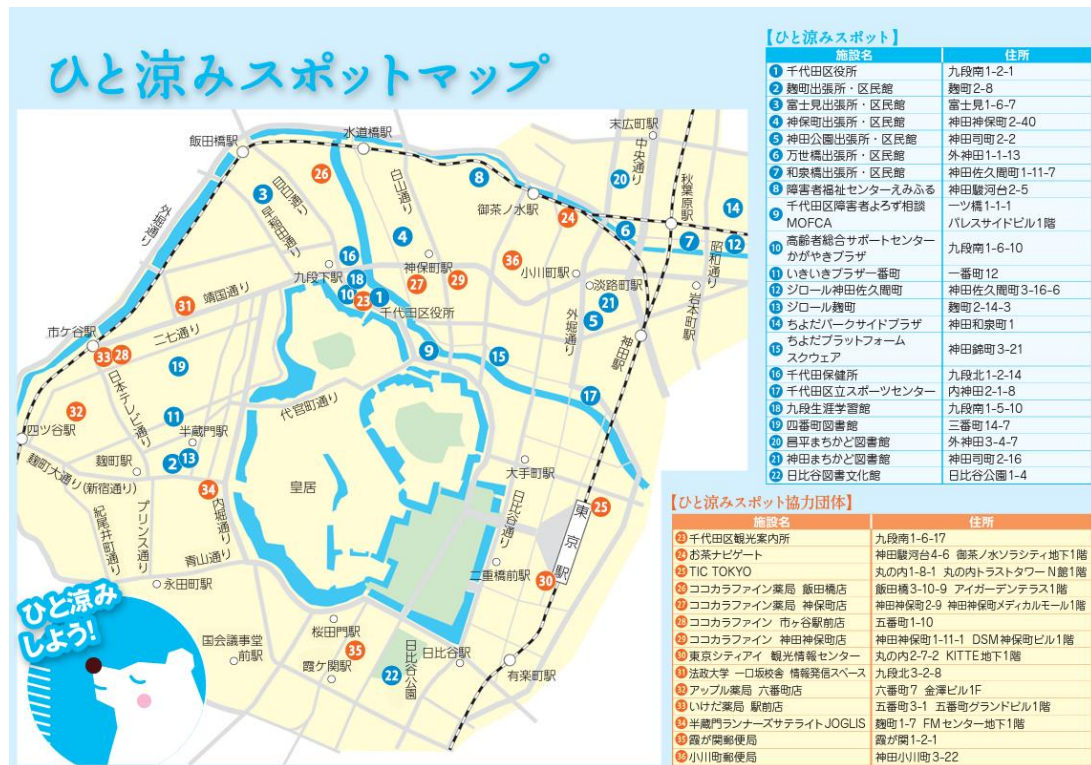 ひと涼みスポットマップ
飯田橋駅
水道橋駅
末広町駅
外堀通り
目白通り
早稲田通り
白山通り
中央通り
秋葉原駅
昭和通り
御茶ノ水駅
26
3
8
20
14
24
6
7
12
4
16
36
九段下駅
神保町駅
小川町駅
淡路町駅
岩本町駅
18
10
23
1
27
29
21
5
31
靖国通り
千代田区役所
外堀通り
神田駅
市ケ谷駅
二七通り
33
28
19
9
15
17
日本テレビ通り
代官町通り
32
11
四ツ谷駅
半蔵門駅
麹町駅
2
13
麹町大通り
(新宿通り)
34
内堀通り
皇居
大手町駅
日比谷通り
25
東京駅
紀尾井町通り
プリンス通り
青山通り
永田町駅
二重橋前駅
30
ひと涼み
しよう!
国会議事堂
前駅
桜田門駅
35
霞ケ関駅
22
日比谷公園
日比谷駅
有楽町駅
【ひと涼みスポット】
施設名 住所
1 千代田区役所 九段南1-2-1
2 麹町出張所・区民館 麹町2-8
3 富士見出張所・区民館 富士見1-6-7
4 神保町出張所・区民館 神田神保町2-40
5 神田公園出張所・区民館 神田司町2-2
6 万世橋出張所・区民館 外神田1-1-13
7 和泉橋出張所・区民館 神田佐久間町1-11-7
8 障害者福祉センターえみふる 神田駿河台2-5
9 千代田区障害者よろず相談 一ツ橋1-1-1
MOFCA パレスサイドビル1階
10 高齢者総合サポートセンター 九段南1-6-10
かがやきプラザ
11 いきいきプラザ一番町 一番町12
12 ジロール神田佐久間町 神田佐久間町3-16-6
13 ジロール麹町 麹町2-14-3
14 ちよだパークサイドプラザ 神田和泉町1
15 ちよだプラットフォーム 神田錦町3-21
スクウェア
16 千代田保健所 九段北1-2-14
17 千代田区立スポーツセンター 内神田2-1-8
18 九段生涯学習館 九段南1-5-10
19 四番町図書館 三番町14-7
20 昌平まちかど図書館 外神田3-4-7
21 神田まちかど図書館 神田司町2-16
22 日比谷図書文化館 日比谷公園1-4
【ひと涼みスポット協力団体】
施設名 住所
23 千代田区観光案内所 九段南1-6-17
24 お茶ナビゲート 神田駿河台4-6 御茶ノ水ソラシティ地下1階
25 TIC TOKYO 丸の内1-8-1 丸の内トラストタワーN館1階
26 ココカラファイン薬局 飯田橋店 飯田橋3-10-9 アイガーデンテラス1階
27 ココカラファイン薬局 神保町店 神田神保町2-9 神田神保町メディカルモール1階
28 ココカラファイン 市ヶ谷駅前店 五番町1-10
29 ココカラファイン 神田神保町店 神田神保町1-11-1 DSM神保町ビル1階
30 東京シティアイ 観光情報センター 丸の内2-7-2 KITTE地下1階
31 法政大学 一口坂校舎 情報発信スペース 九段北3-2-8
32 アップル薬局 六番町店 六番町7 金澤ビル1F
33 いけだ薬局 駅前店 五番町3-1 五番町グランドビル1階
34 半蔵門ランナーズサテライトJOGLIS 麹町1-7 FMセンター地下1階
35 霞が関郵便局 霞が関1-2-1
36 小川町郵便局 神田小川町3-22